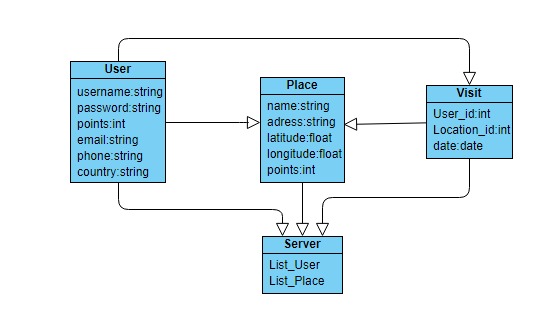 User
username:string
password:string
points:int
email:string
phone:string
country:string
Place
name:string
adress:string
latitude:float
longitude:float
points:int
Visit
User_id:int
Location_id:int
date:date
Server
List_User
List_Place